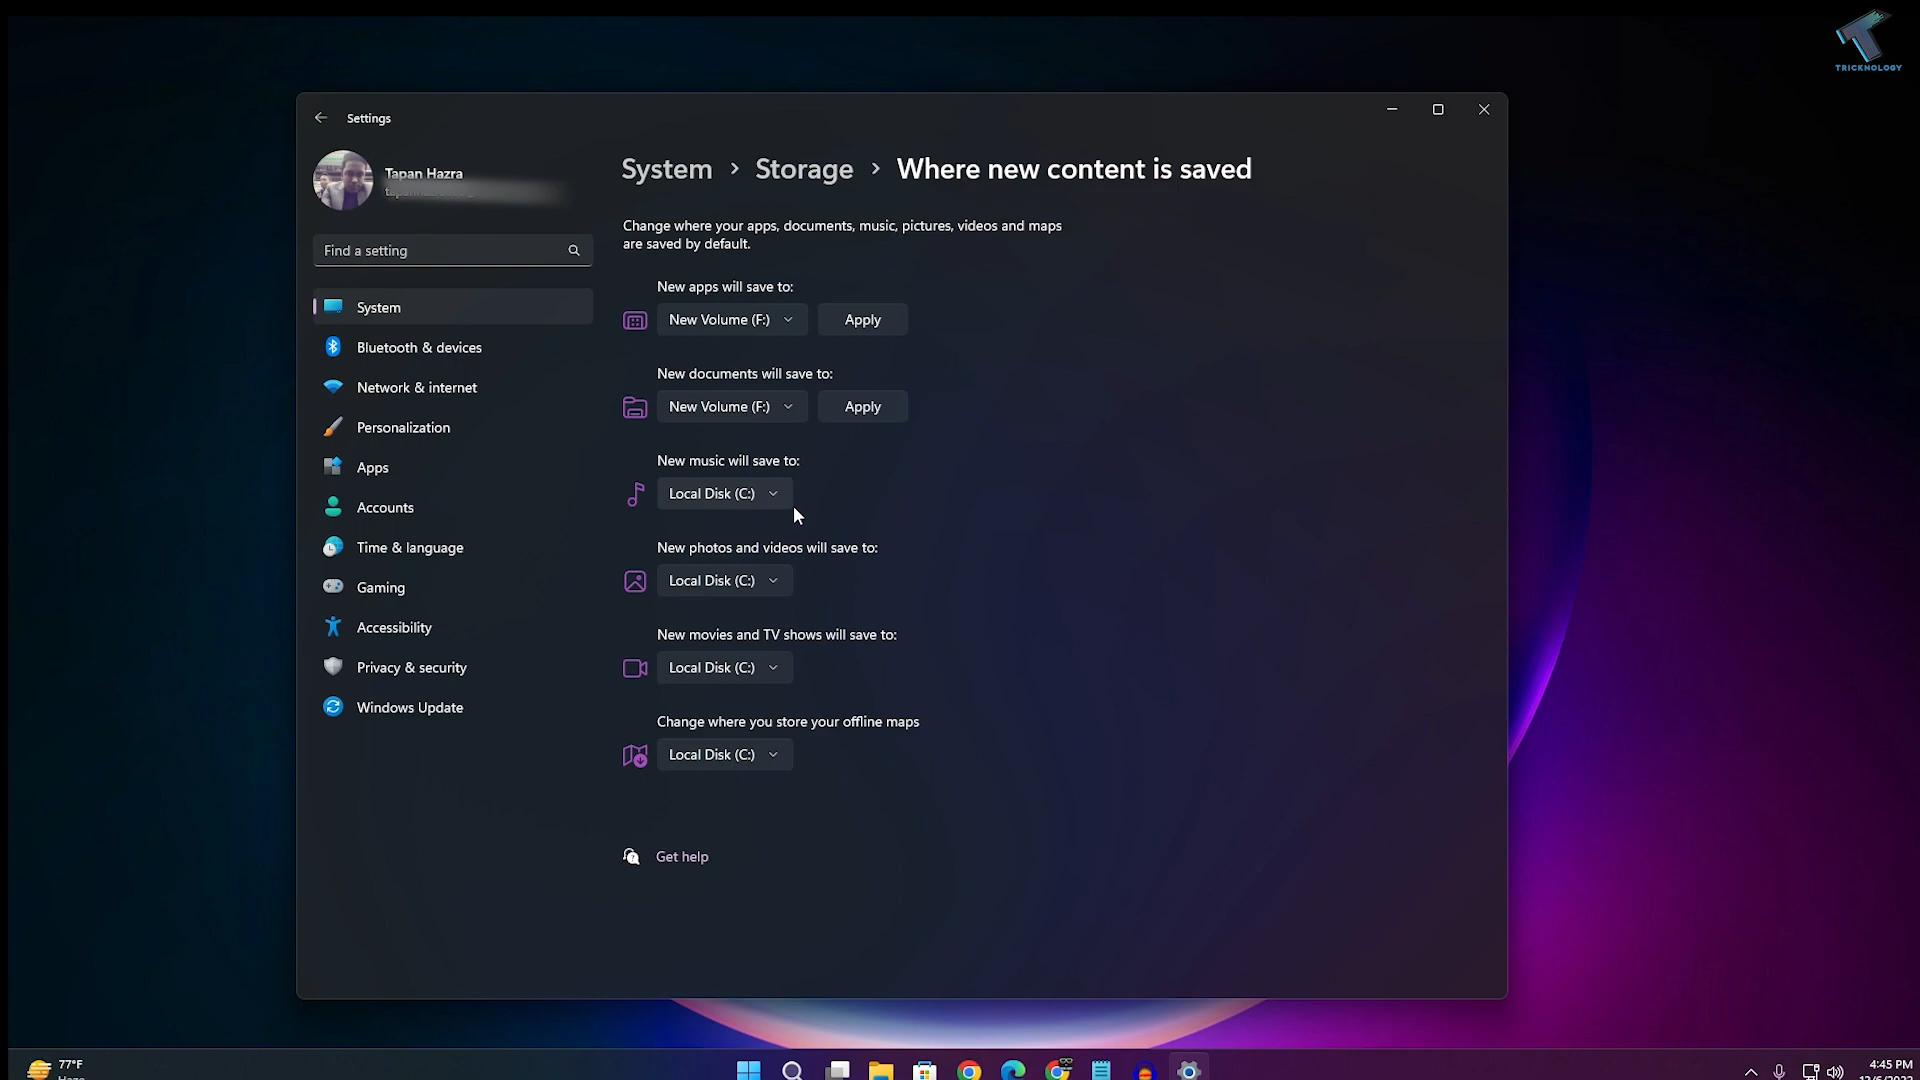 TRICKNOLOGY
Settings
Tapan Hazra
Find a setting
System
Bluetooth & devices
Network & internet
Personalization
Apps
Accounts
Time & language
Gaming
Accessibility
Privacy & security
Windows Update
System > Storage > Where new content is saved
Change where your apps, documents, music, pictures, videos and maps
are saved by default.
New apps will save to:
New Volume (F:) Apply
New documents will save to:
New Volume (F:) Apply
New music will save to:
Local Disk (C:)
New photos and videos will save to:
Local Disk (C:)
New movies and TV shows will save to:
Local Disk (C:)
Change where you store your offline maps
Local Disk (C:)
Get help
77°F
4:45 PM